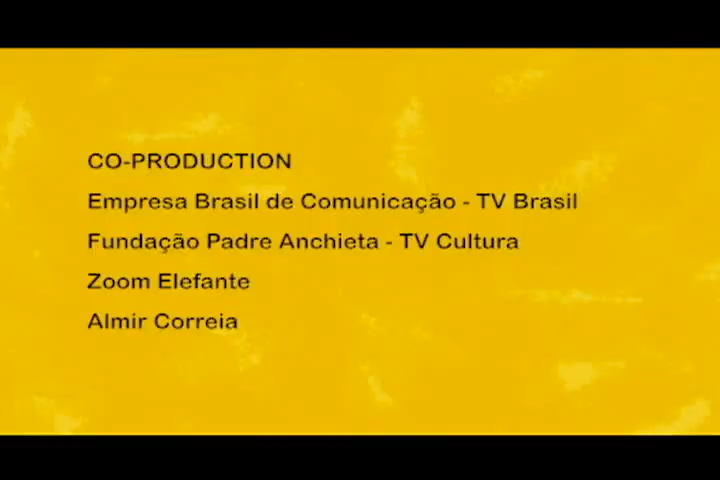 CO-PRODUCTION
Empresa Brasil de Comunicação - TV Brasil
Fundação Padre Anchieta - TV Cultura
Zoom Elefante
Almir Correia